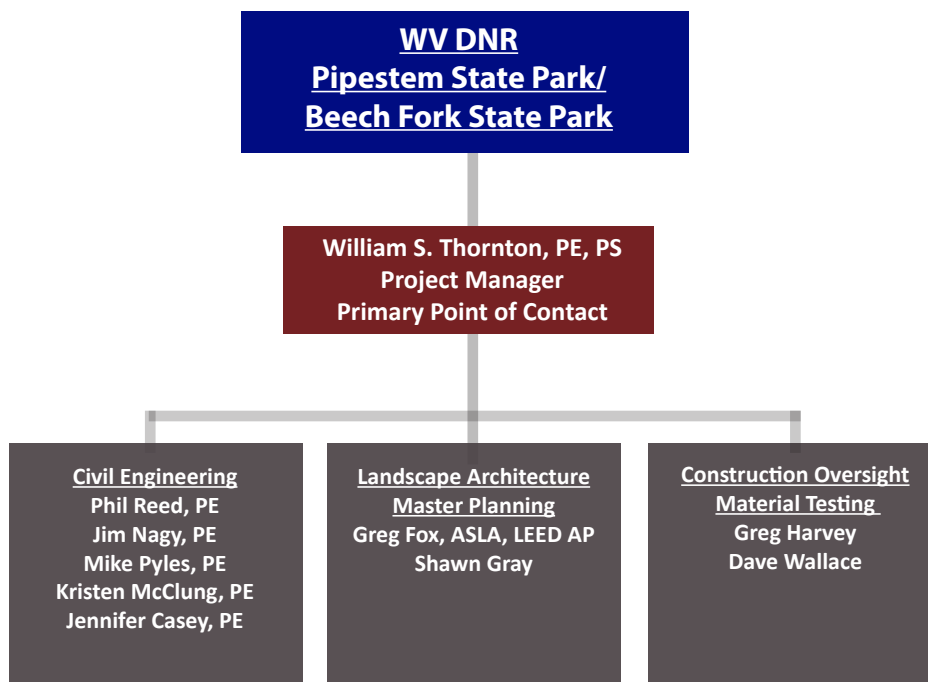 WV DNR
Pipestem State Park/
Beech Fork State Park
William S. Thornton, PE, PS
Project Manager
Primary Point of Contact
Civil Engineering
Phil Reed, PE
Jim Nagy, PE
Mike Pyles, PE
Kristen McClung, PE
Jennifer Casey, PE
Landscape Architecture
Master Planning
Greg Fox, ASLA, LEED AP
Shawn Gray
Construction Oversight
Material Testing
Greg Harvey
Dave Wallace